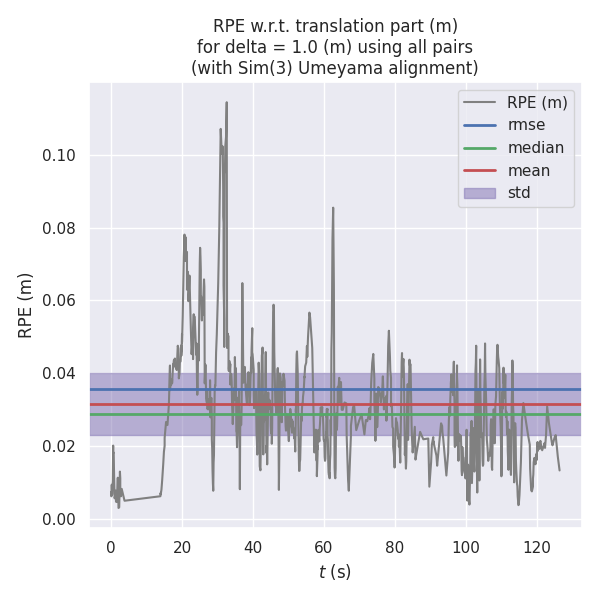 RPE w.r.t. translation part (m)
for delta = 1.0 (m) using all pairs
(with Sim(3) Umeyama alignment)
RPE (m)
rmse
median
mean
std
0.10
0.08
0.06
0.04
0.02
0.00
RPE (m)
0 20 40 60 80 100 120
t (s)